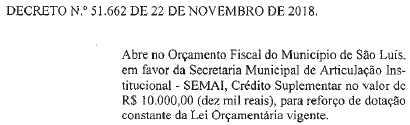 DECRETO N.º 51.662 DE 22 DE NOVEMBRO DE 2018.
Abre no Orçamento Fiscal do Município de São Luís,
em favor da Secretaria Municipal de Articulação Ins-
titucional - SEMAI, Crédito Suplementar no valor de
R$ 10.000,00 (dez mil reais), para reforço de dotação
constante da Lei Orçamentária vigente.